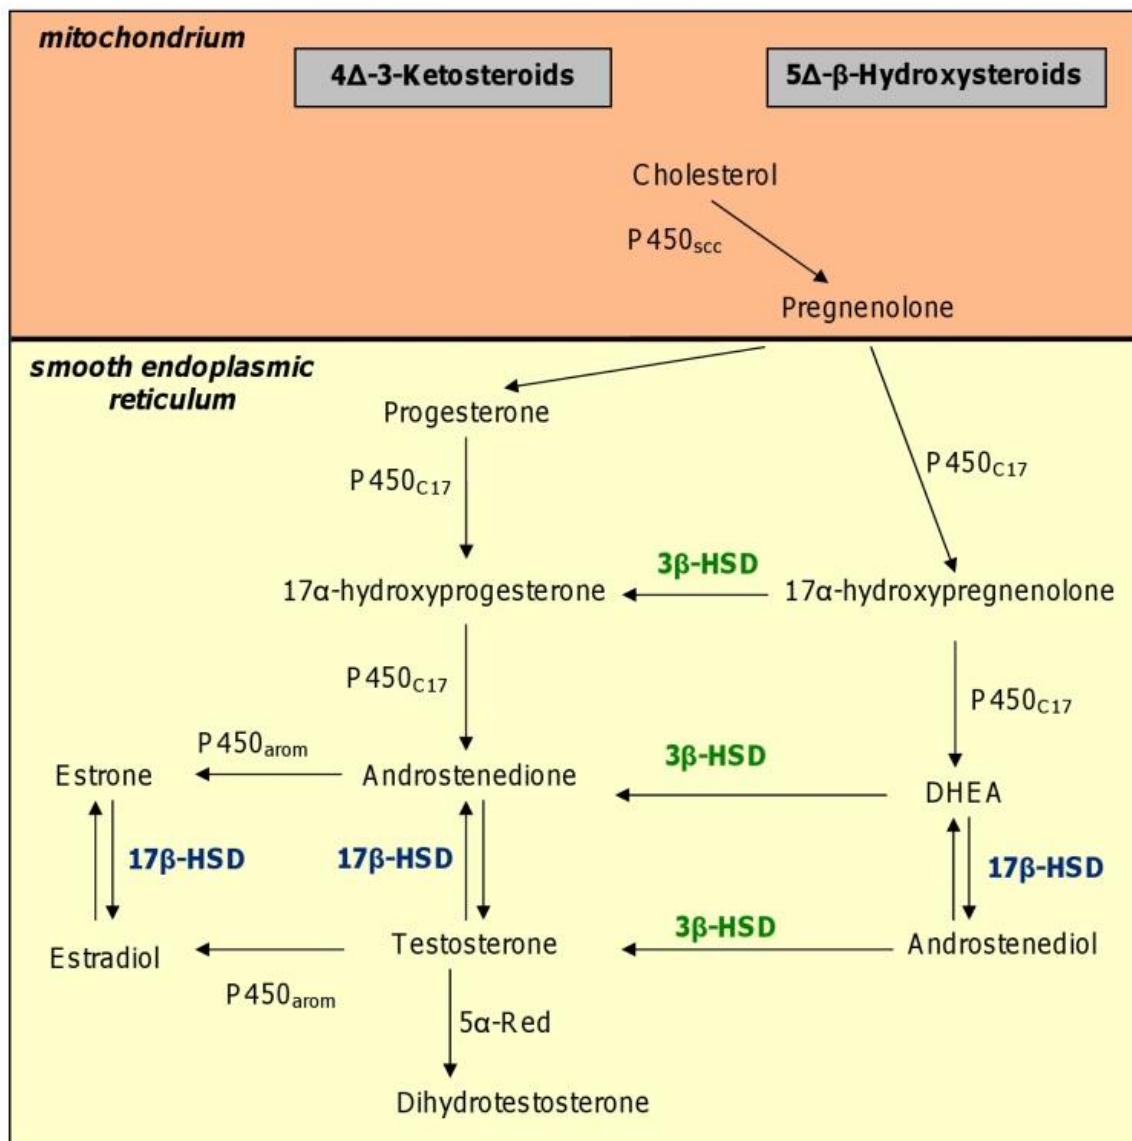 mitochondrium
4Δ-3-Ketosteroids
5Δ-β-Hydroxysteroids
Cholesterol
P450scc
Pregnenolone
smooth endoplasmic
reticulum
Progesterone
P450C17
P450C17
3β-HSD
17α-hydroxyprogesterone
17α-hydroxypregnenolone
P450C17
P450C17
P450arom
3β-HSD
Estrone
Androstenedione
DHEA
17β-HSD
17β-HSD
17β-HSD
3β-HSD
Estradiol
Testosterone
Androstenediol
P450arom
5α-Red
Dihydrotestosterone